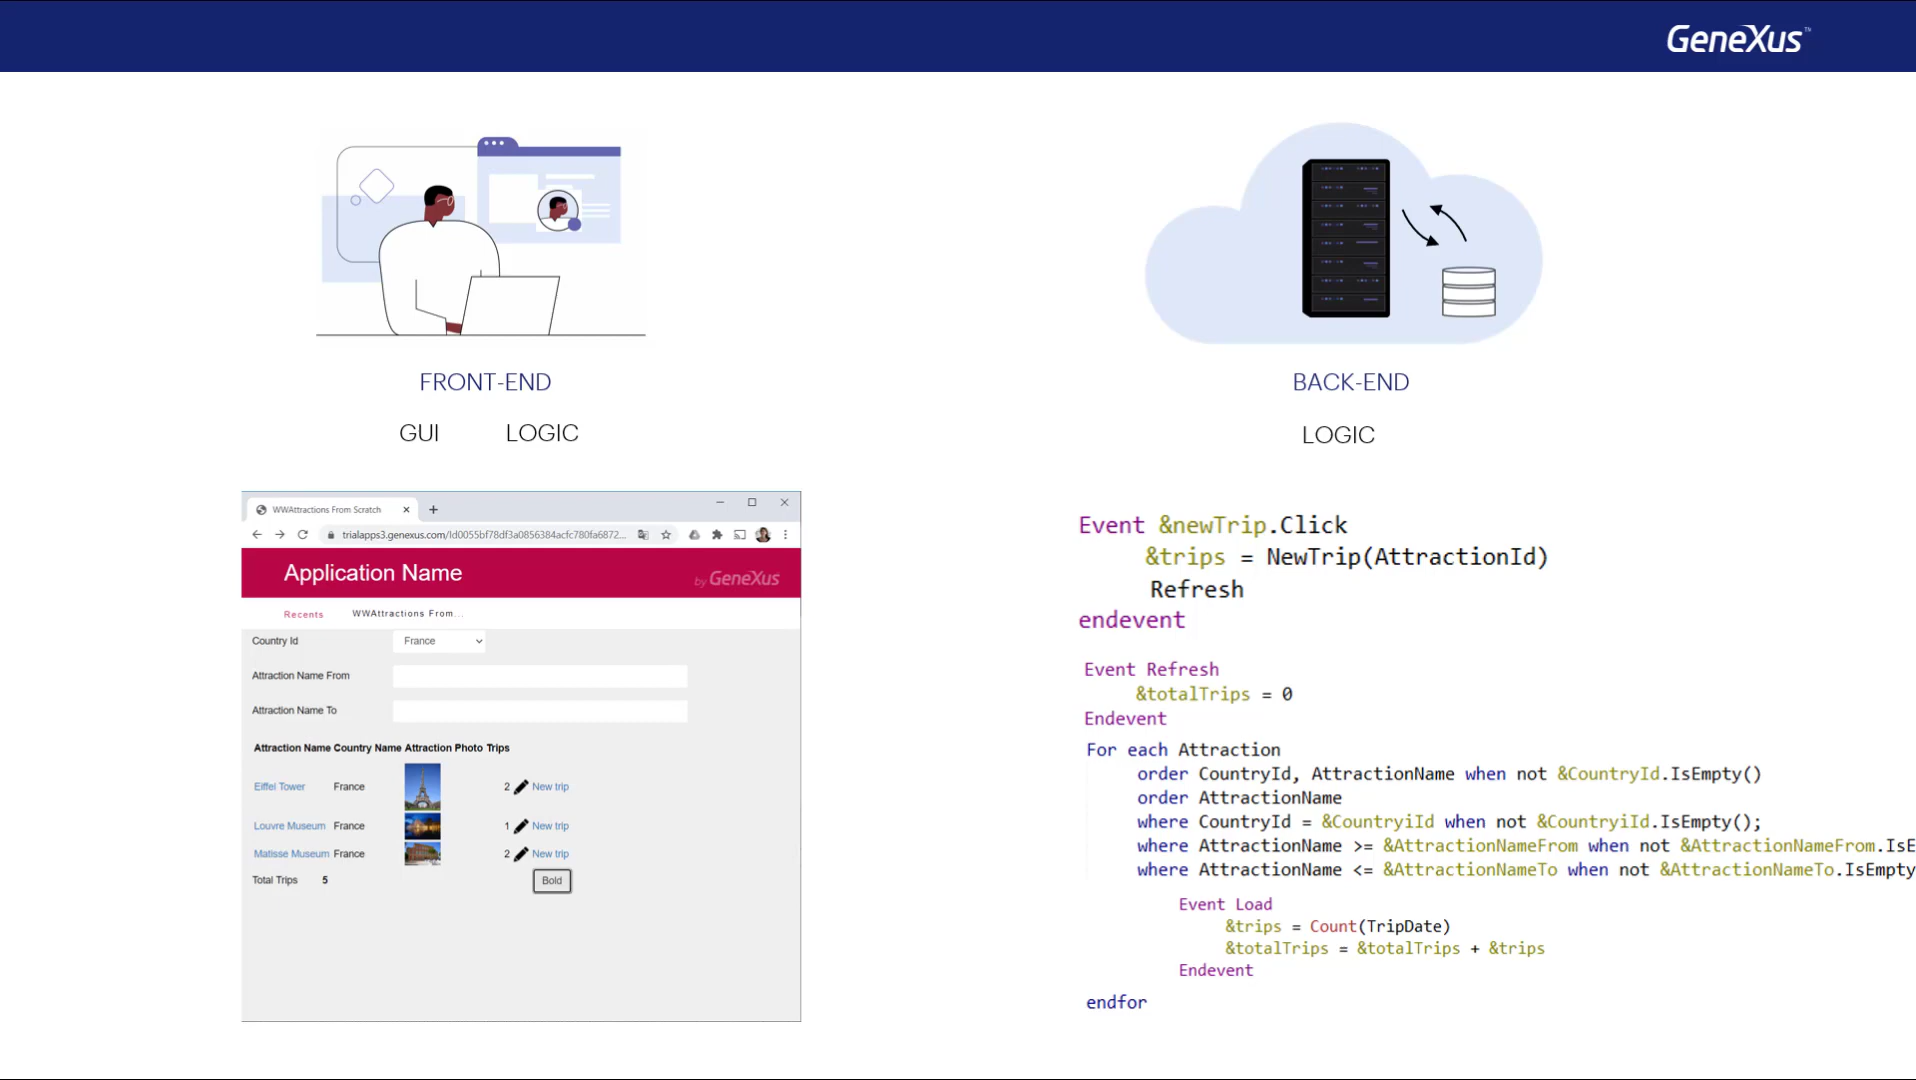 GeneXus™
FRONT-END
GUI LOGIC
WWAttractions From Scratch
trialapps3.genexus.com/Id0055bf78df3a0856384acfc780fa6872...
Application Name
by GeneXus
Recents WWAttractions From...
Country Id France
Attraction Name From
Attraction Name To
Attraction Name Country Name Attraction Photo Trips
Eiffel Tower France 2 New trip
Louvre Museum France 1 New trip
Matisse Museum France 2 New trip
Total Trips 5 Bold
BACK-END
LOGIC
Event &newTrip.Click
&trips = NewTrip(AttractionId)
Refresh
endevent
Event Refresh
&totalTrips = 0
Endevent
For each Attraction
order CountryId, AttractionName when not &CountryId.IsEmpty()
order AttractionName
where CountryId = &CountryiId when not &CountryiId.IsEmpty();
where AttractionName >= &AttractionNameFrom when not &AttractionNameFrom.IsE
where AttractionName <= &AttractionNameTo when not &AttractionNameTo.IsEmpty
Event Load
&trips = Count(TripDate)
&totalTrips = &totalTrips + &trips
Endevent
endfor